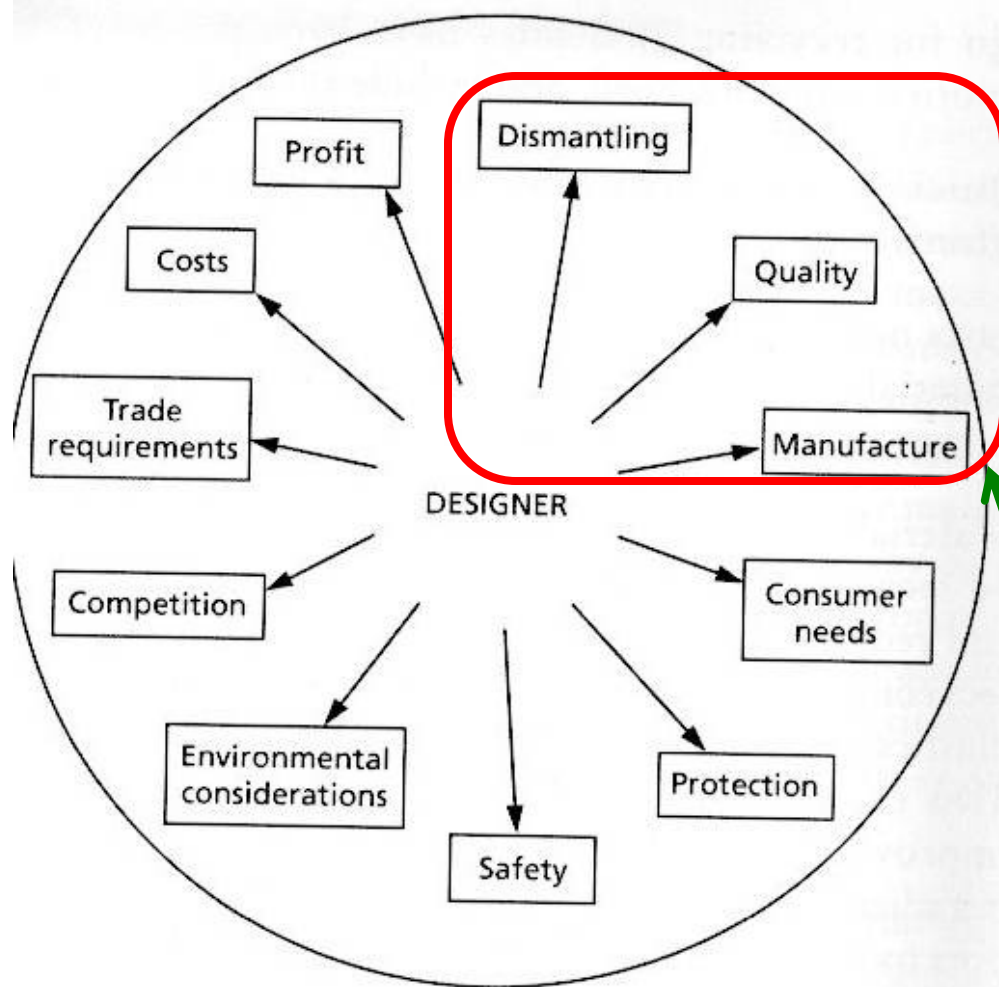 Dismantling
Profit
Costs
Quality
Trade
requirements
Manufacture
DESIGNER
Competition
Consumer
needs
Environmental
considerations
Protection
Safety